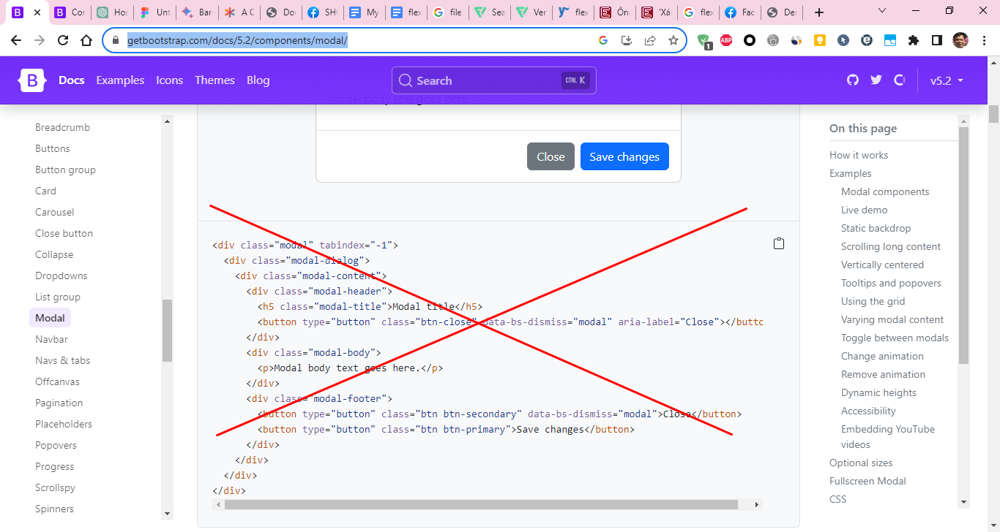 Cor
Hos
Unt
Bar
A C
Doc
SH
My
flex
file
Sea
Ver
flex
Ôn
'Xá
flex
Fac
Der
getbootstrap.com/docs/5.2/components/modal/
1
ABP
B
Docs
Examples
Icons
Themes
Blog
Search
CTRL K
v5.2
Modal body text goes here.
Close
Save changes
Breadcrumb
Buttons
Button group
Card
Carousel
Close button
Collapse
Dropdowns
List group
Modal
Navbar
Navs & tabs
Offcanvas
Pagination
Placeholders
Popovers
Progress
Scrollspy
Spinners
<div class="modal" tabindex="-1">
<div class="modal-dialog">
<div class="modal-content">
<div class="modal-header">
<h5 class="modal-title">Modal title</h5>
<button type="button" class="btn-close" data-bs-dismiss="modal" aria-label="Close"></buttc
</div>
<div class="modal-body">
<p>Modal body text goes here.</p>
</div>
<div class="modal-footer">
<button type="button" class="btn btn-secondary" data-bs-dismiss="modal">Close</button>
<button type="button" class="btn btn-primary">Save changes</button>
</div>
</div>
</div>
</div>
On this page
How it works
Examples
Modal components
Live demo
Static backdrop
Scrolling long content
Vertically centered
Tooltips and popovers
Using the grid
Varying modal content
Toggle between modals
Change animation
Remove animation
Dynamic heights
Accessibility
Embedding YouTube
videos
Optional sizes
Fullscreen Modal
CSS